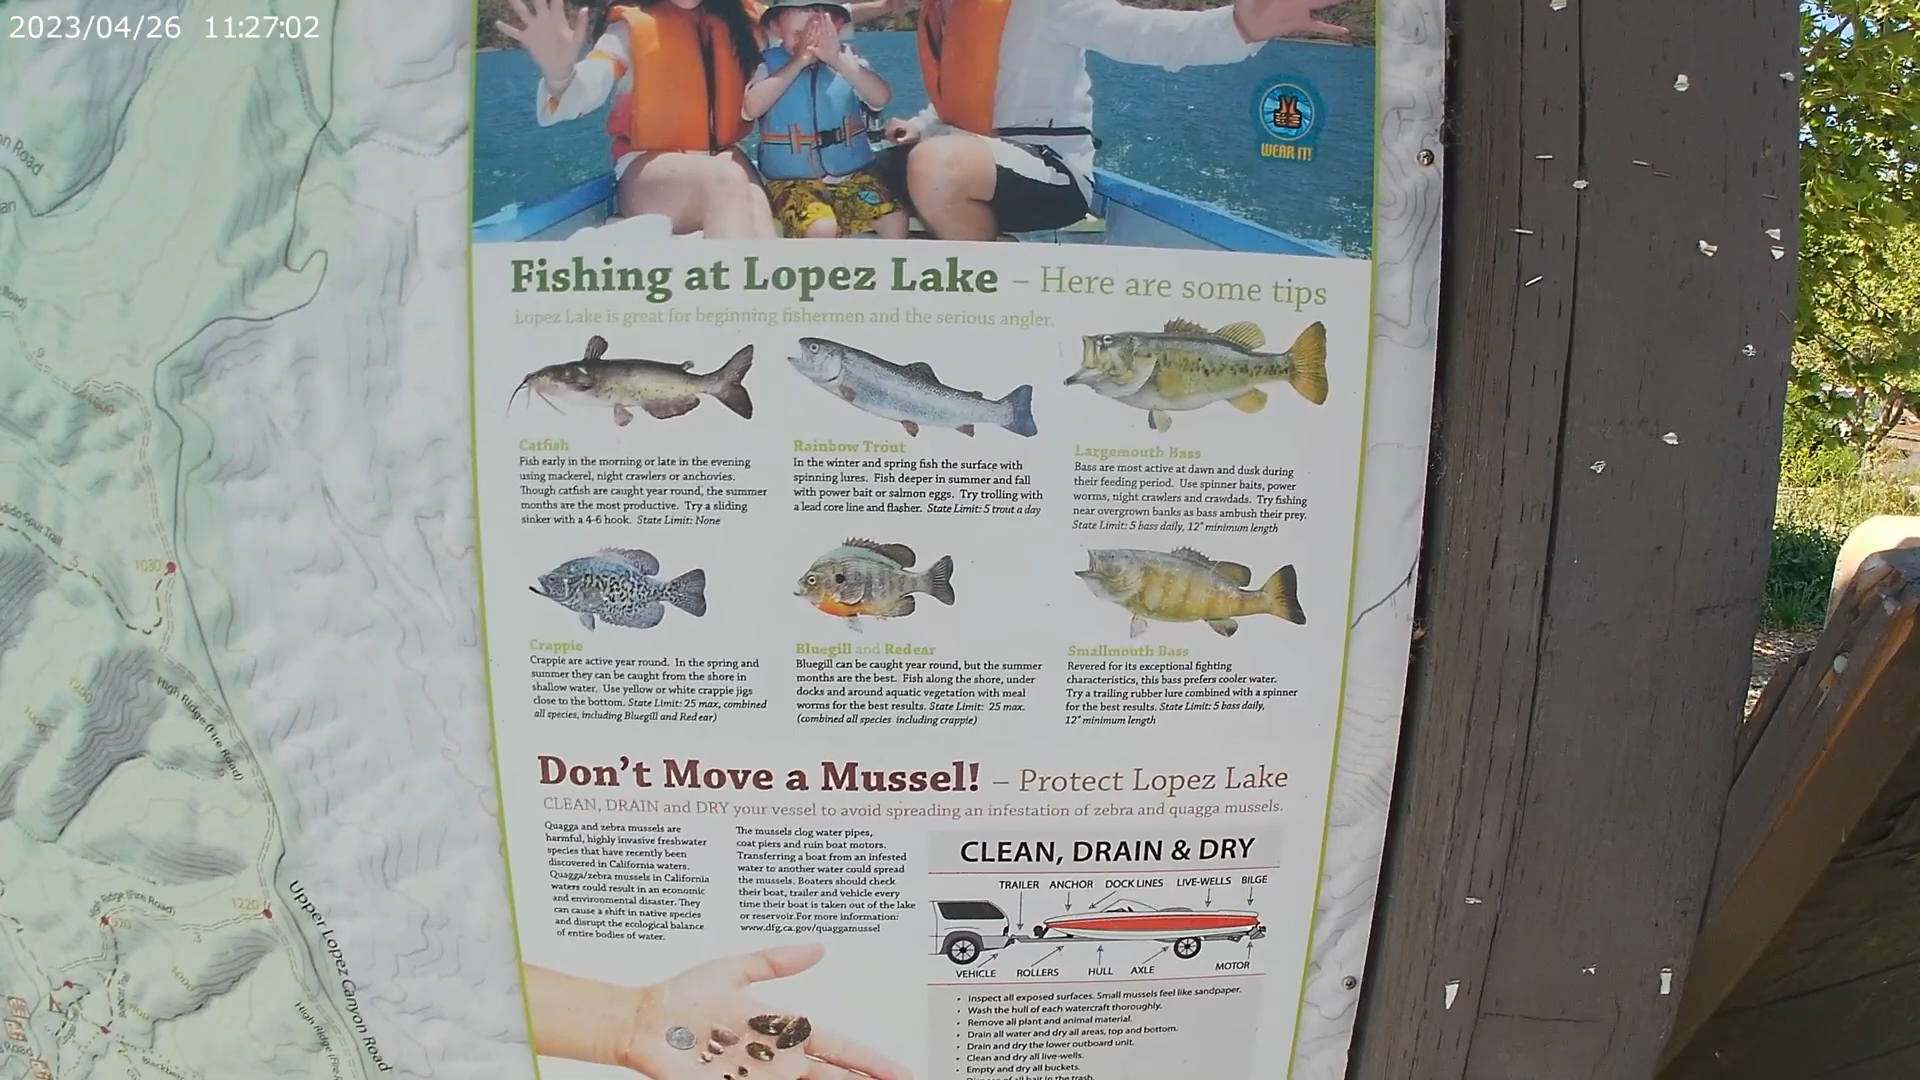 2023/04/26 11:27:02
WEAR IT!
Fishing at Lopez Lake – Here are some tips
Lopez Lake is great for beginning fishermen and the serious angler.
Catfish
Fish early in the morning or late in the evening
using mackerel, night crawlers or anchovies.
Though catfish are caught year round, the summer
months are the most productive. Try a sliding
sinker with a 4-6 hook. State Limit: None
Rainbow Trout
In the winter and spring fish the surface with
spinning lures. Fish deeper in summer and fall
with power bait or salmon eggs. Try trolling with
a lead core line and flasher. State Limit: 5 trout a day
Largemouth Bass
Bass are most active at dawn and dusk during
their feeding period. Use spinner baits, power
worms, night crawlers and crawdads. Try fishing
near overgrown banks as bass ambush their prey.
State Limit: 5 bass daily, 12" minimum length
Crappie
Crappie are active year round. In the spring and
summer they can be caught from the shore in
shallow water. Use yellow or white crappie jigs
close to the bottom. State Limit: 25 max, combined
all species, including Bluegill and Red ear)
Bluegill and Redear
Bluegill can be caught year round, but the summer
months are the best. Fish along the shore, under
docks and around aquatic vegetation with meal
worms for the best results. State Limit: 25 max.
(combined all species including crappie)
Smallmouth Bass
Revered for its exceptional fighting
characteristics, this bass prefers cooler water.
Try a trailing rubber lure combined with a spinner
for the best results. State Limit: 5 bass daily,
12" minimum length
Don't Move a Mussel! – Protect Lopez Lake
CLEAN, DRAIN and DRY your vessel to avoid spreading an infestation of zebra and quagga mussels.
Quagga and zebra mussels are
harmful, highly invasive freshwater
species that have recently been
discovered in California waters.
Quagga/zebra mussels in California
waters could result in an economic
and environmental disaster. They
can cause a shift in native species
and disrupt the ecological balance
of entire bodies of water.
The mussels clog water pipes,
coat piers and ruin boat motors.
Transferring a boat from an infested
water to another water could spread
the mussels. Boaters should check
their boat, trailer and vehicle every
time their boat is taken out of the lake
or reservoir. For more information:
www.dfg.ca.gov/quaggamussel
CLEAN, DRAIN & DRY
TRAILER ANCHOR DOCK LINES LIVE-WELLS BILGE
VEHICLE ROLLERS HULL AXLE MOTOR
• Inspect all exposed surfaces. Small mussels feel like sandpaper.
• Wash the hull of each watercraft thoroughly.
• Remove all plant and animal material.
• Drain all water and dry all areas, top and bottom.
• Drain and dry the lower outboard unit.
• Clean and dry all live-wells.
• Empty and dry all buckets.
all bait in the trash.
Road
Spur Trail
1030
1200
High Ridge (Fire Road)
High Ridge (Fire Road)
1220
920
Upper Lopez Canyon Road
High Ridge